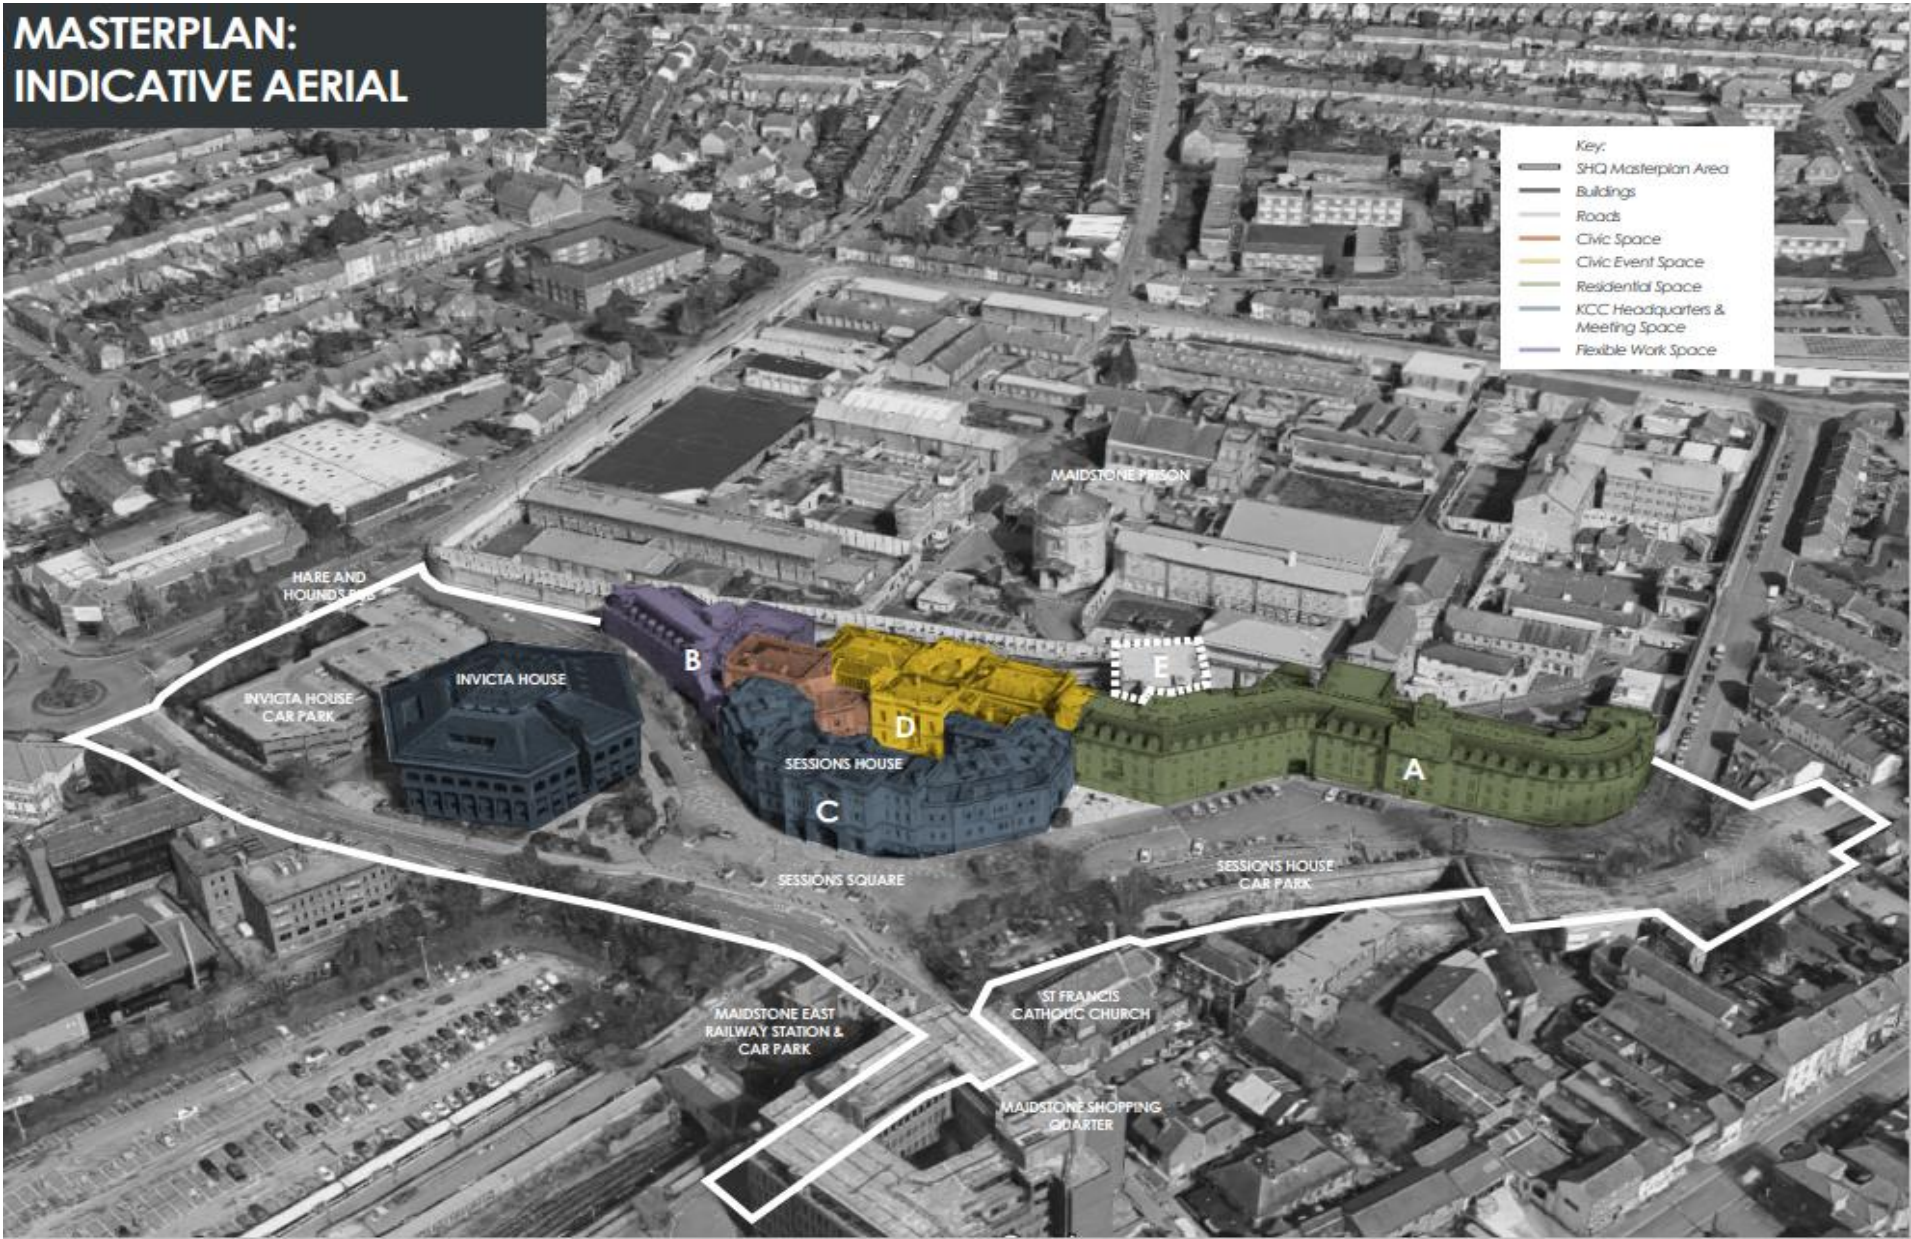 MASTERPLAN:
INDICATIVE AERIAL
Key:
SHQ Masterplan Area
Buildings
Roads
Civic Space
Civic Event Space
Residential Space
KCC Headquarters &
Meeting Space
Flexible Work Space
MAIDSTONE PRISON
HARE AND
HOUNDS PUB
INVICTA HOUSE
CAR PARK
INVICTA HOUSE
B
E
D
SESSIONS HOUSE
C
A
SESSIONS SQUARE
SESSIONS HOUSE
CAR PARK
MAIDSTONE EAST
RAILWAY STATION &
CAR PARK
ST FRANCIS
CATHOLIC CHURCH
MAIDSTONE SHOPPING
QUARTER